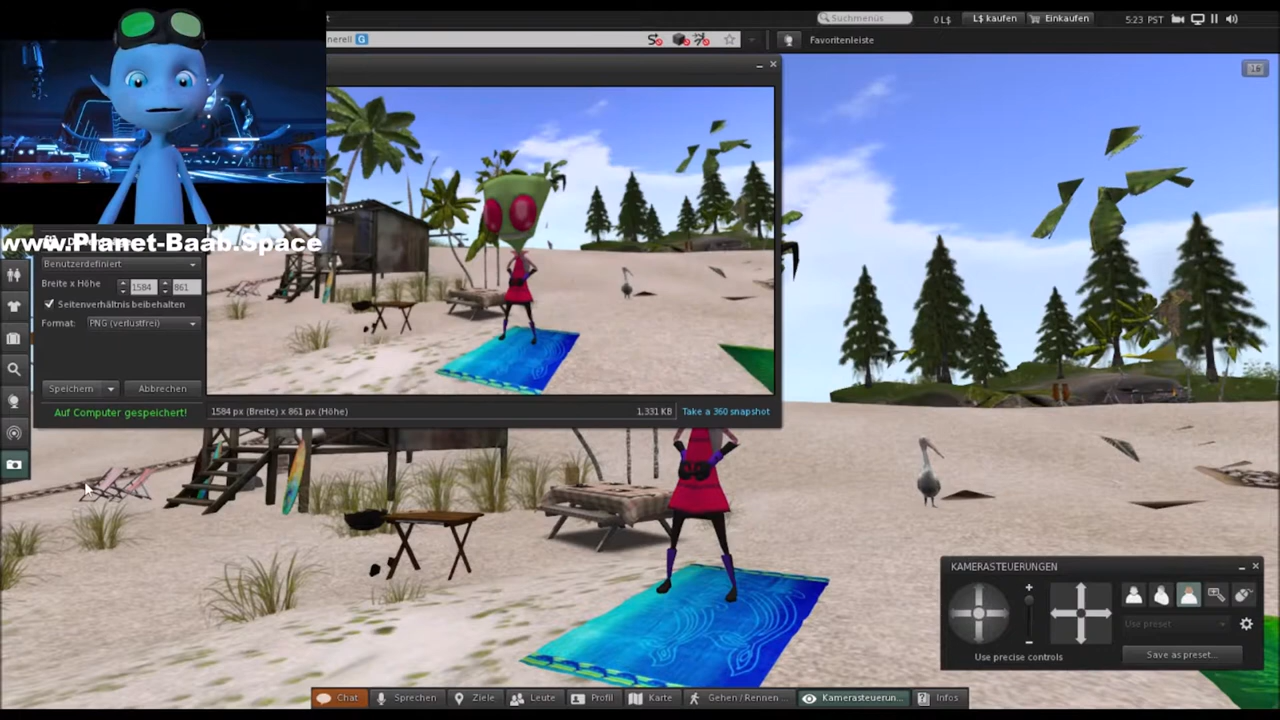 t
Suchmenüs
0 L$
L$ kaufen
Einkaufen
5:23 PST
nerell G
Favoritenleiste
www.Planet-Baab.Space
Benutzerdefiniert
Breite x Höhe
1584
861
Seitenverhältnis beibehalten
Format:
PNG (verlustfrei)
Speichern
Abbrechen
Auf Computer gespeichert!
1584 px (Breite) x 861 px (Höhe)
1,331 KB
Take a 360 snapshot
KAMERASTEUERUNGEN
Use preset
Use precise controls
Save as preset...
Chat
Sprechen
Ziele
Leute
Profil
Karte
Gehen / Rennen...
Kamerasteuerun...
Infos